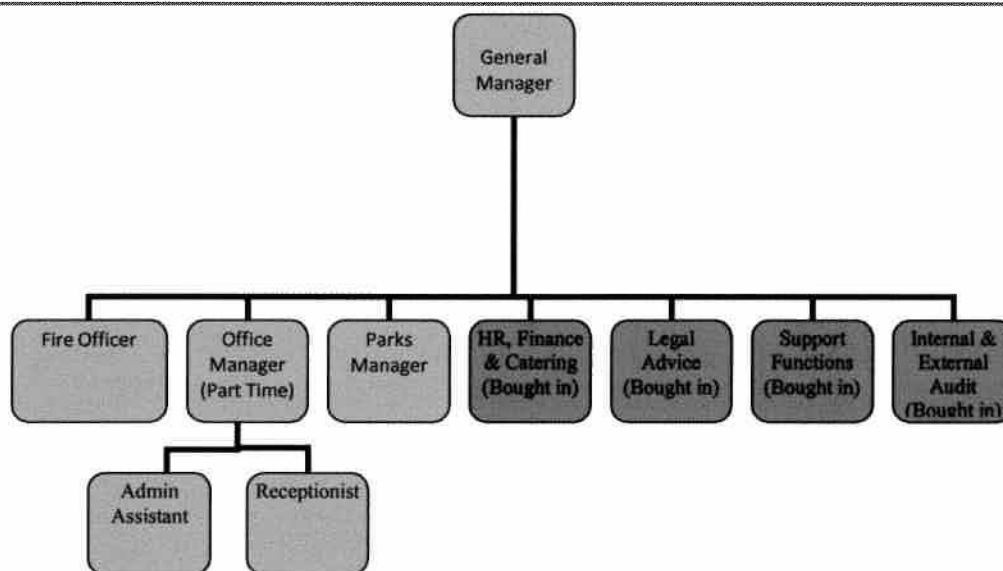 General
Manager
Fire Officer
Office
Manager
(Part Time)
Parks
Manager
HR, Finance
& Catering
(Bought in)
Legal
Advice
(Bought in)
Support
Functions
(Bought in)
Internal &
External
Audit
(Bought in)
Admin
Assistant
Receptionist